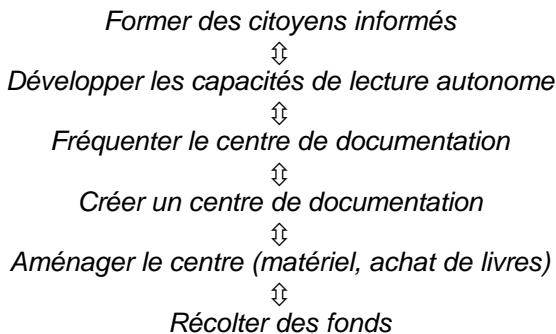 Former des citoyens informés
⇕
Développer les capacités de lecture autonome
⇕
Fréquenter le centre de documentation
⇕
Créer un centre de documentation
⇕
Aménager le centre (matériel, achat de livres)
⇕
Récolter des fonds